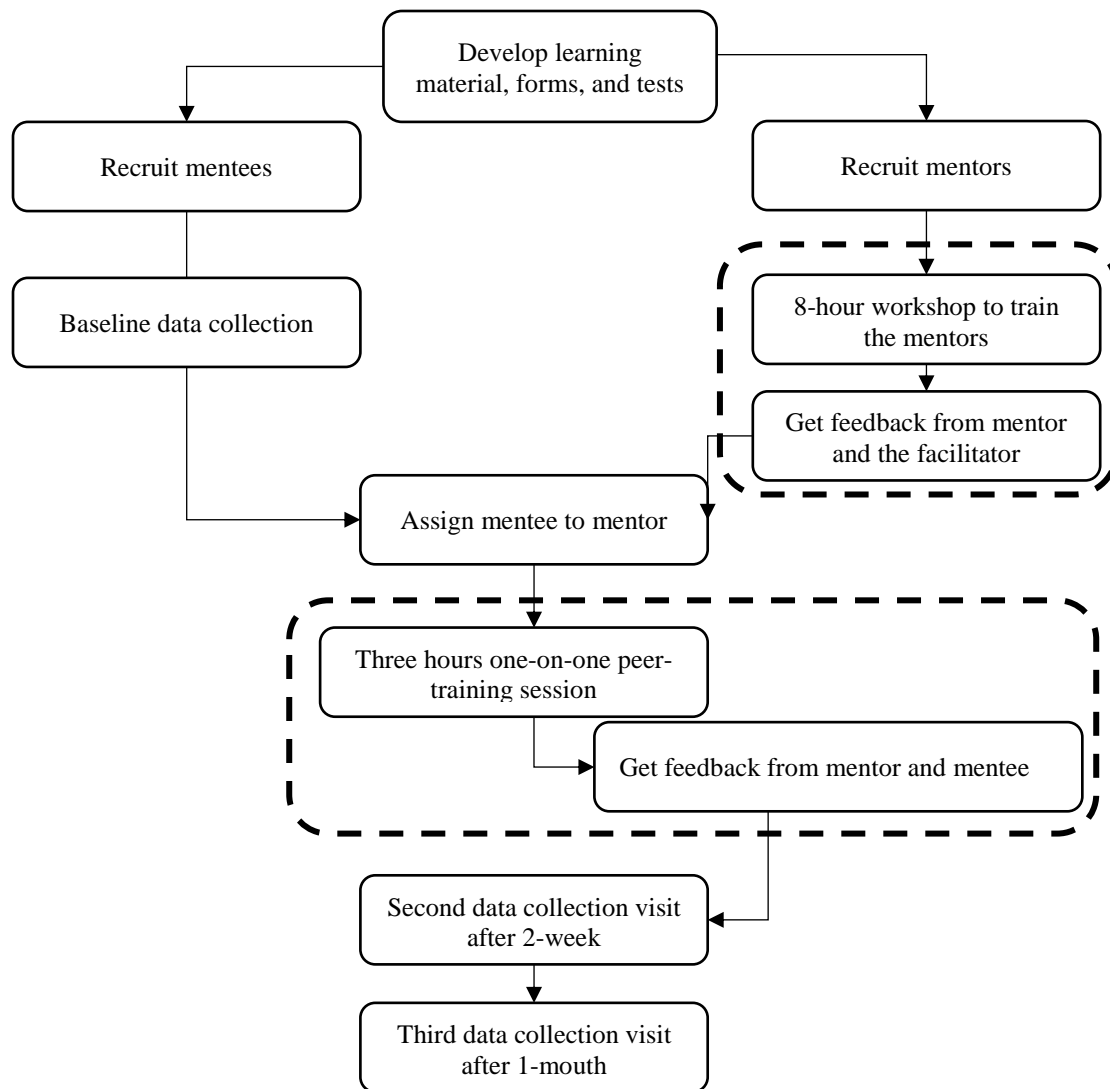 Develop learning
material, forms, and tests
Recruit mentees
Recruit mentors
Baseline data collection
8-hour workshop to train
the mentors
Get feedback from mentor
and the facilitator
Assign mentee to mentor
Three hours one-on-one peer-
training session
Get feedback from mentor and mentee
Second data collection visit
after 2-week
Third data collection visit
after 1-mouth